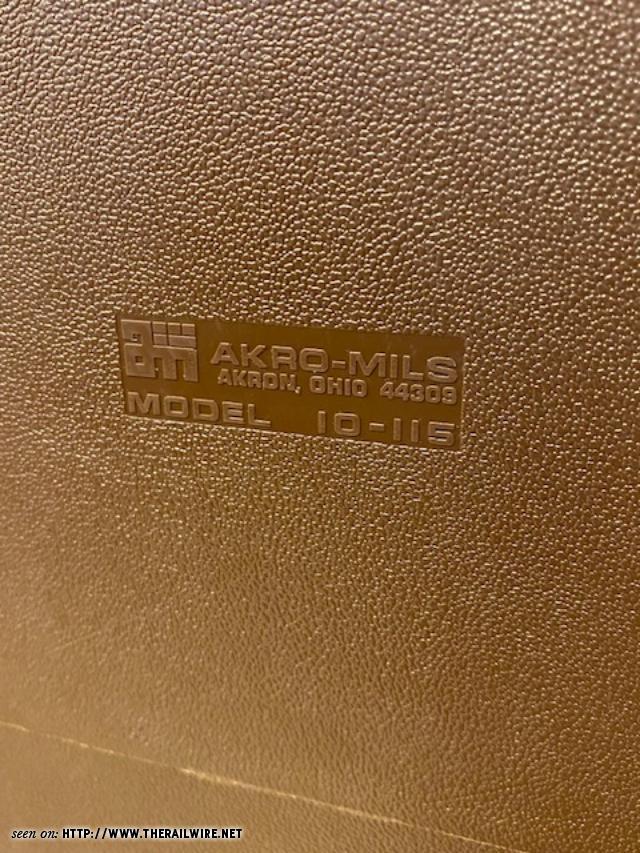 AKRO-MILS
AKRON, OHIO 44309
MODEL 10-115
seen on: HTTP://WWW.THERAILWIRE.NET